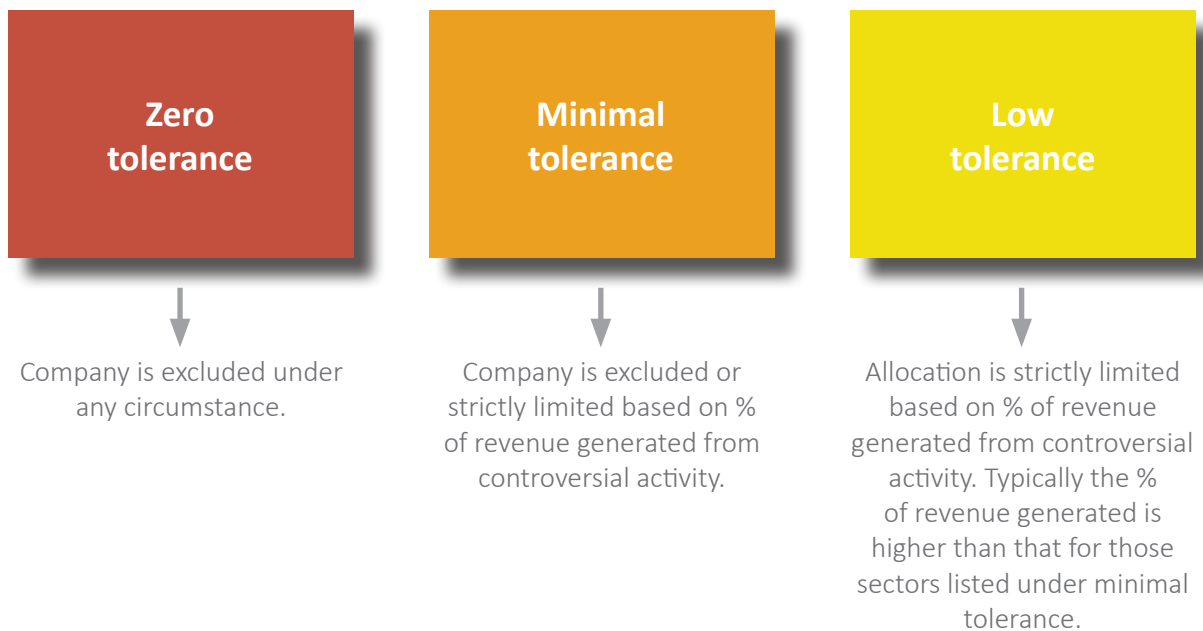 Zero
tolerance
Company is excluded under
any circumstance.
Minimal
tolerance
Company is excluded or
strictly limited based on %
of revenue generated from
controversial activity.
Low
tolerance
Allocation is strictly limited
based on % of revenue
generated from controversial
activity. Typically the %
of revenue generated is
higher than that for those
sectors listed under minimal
tolerance.